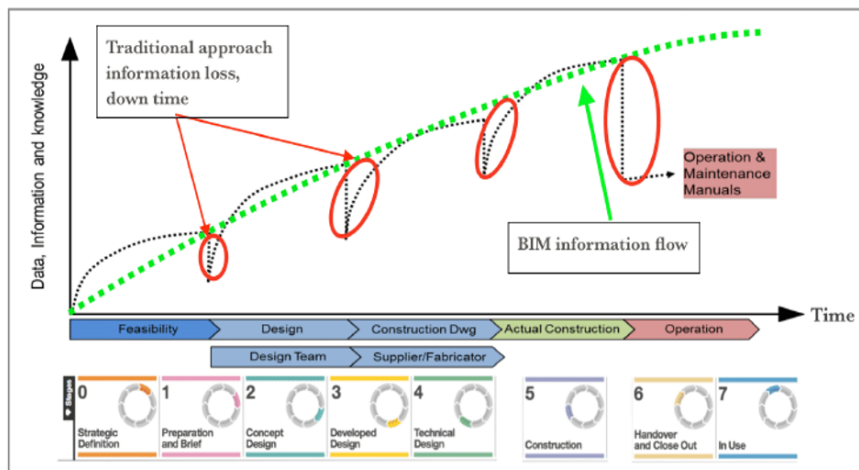 Traditional approach
information loss,
down time
Data, Information and knowledge
Operation &
Maintenance
Manuals
BIM information flow
Time
Feasibility
Design
Construction Dwg
Actual Construction
Operation
Design Team
Supplier/Fabricator
Stages
0
Strategic
Definition
1
Preparation
and Brief
2
Concept
Design
3
Developed
Design
4
Technical
Design
5
Construction
6
Handover
and Close Out
7
In Use